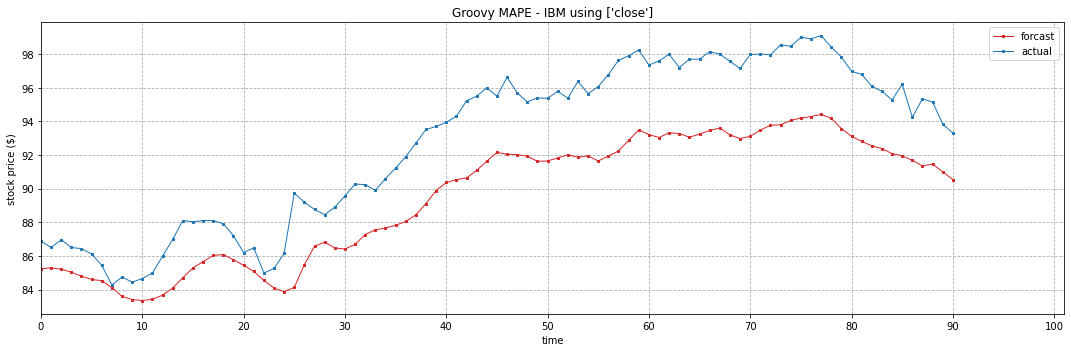 Groovy MAPE - IBM using ['close']
forcast
actual
stock price ($)
98
96
94
92
90
88
86
84
0 10 20 30 40 50 60 70 80 90 100
time